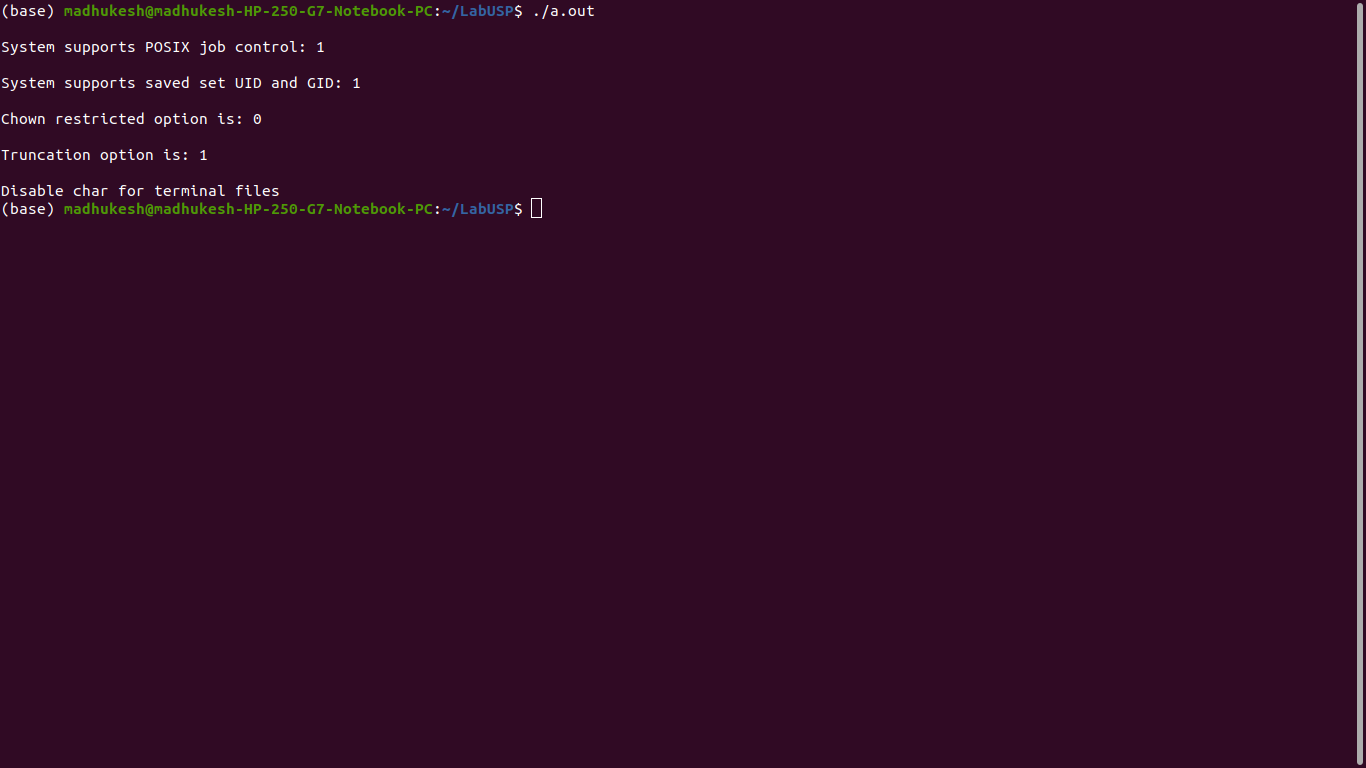 (base) madhukesh@madhukesh-HP-250-G7-Notebook-PC:~/LabUSP$ ./a.out
System supports POSIX job control: 1
System supports saved set UID and GID: 1
Chown restricted option is: 0
Truncation option is: 1
Disable char for terminal files
(base) madhukesh@madhukesh-HP-250-G7-Notebook-PC:~/LabUSP$